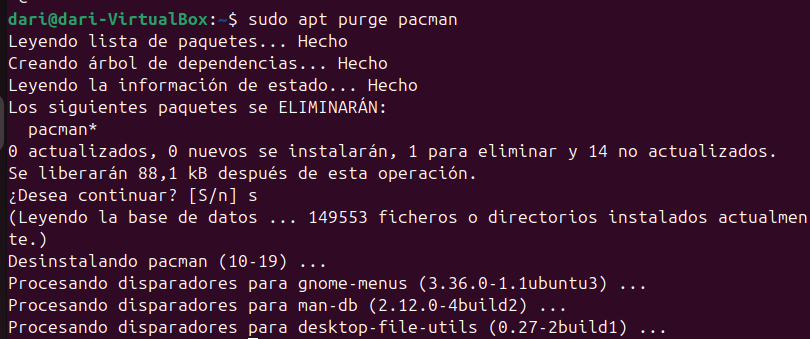 dari@dari-VirtualBox:~$ sudo apt purge pacman
Leyendo lista de paquetes... Hecho
Creando árbol de dependencias... Hecho
Leyendo la información de estado... Hecho
Los siguientes paquetes se ELIMINARÁN:
  pacman*
0 actualizados, 0 nuevos se instalarán, 1 para eliminar y 14 no actualizados.
Se liberarán 88,1 kB después de esta operación.
¿Desea continuar? [S/n] s
(Leyendo la base de datos ... 149553 ficheros o directorios instalados actualmen
te.)
Desinstalando pacman (10-19) ...
Procesando disparadores para gnome-menus (3.36.0-1.1ubuntu3) ...
Procesando disparadores para man-db (2.12.0-4build2) ...
Procesando disparadores para desktop-file-utils (0.27-2build1) ...